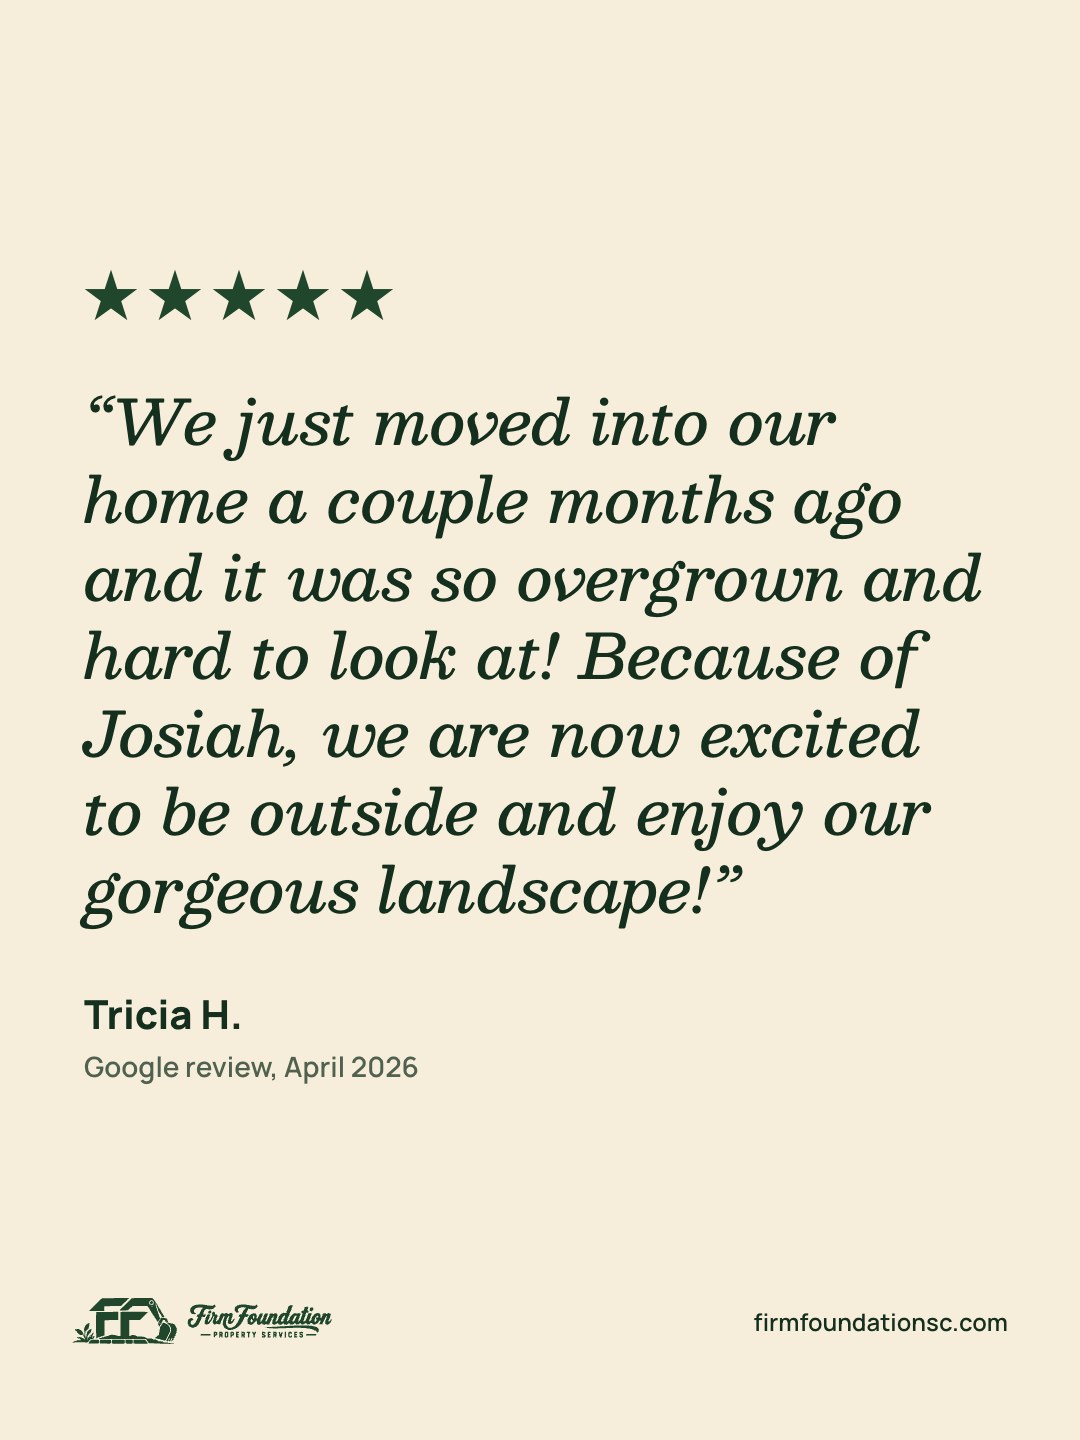 ★★★★★
“We just moved into our
home a couple months ago
and it was so overgrown and
hard to look at! Because of
Josiah, we are now excited
to be outside and enjoy our
gorgeous landscape!”
Tricia H.
Google review, April 2026
FF
Firm Foundation
PROPERTY SERVICES
firmfoundationsc.com